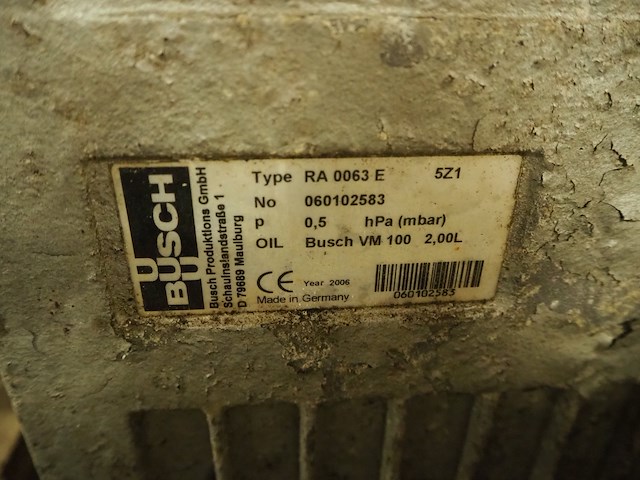 BUSCH
Busch Produktions GmbH
Schauinslandstraße 1
D 79689 Maulburg
Type RA 0063 E 5Z1
No 060102583
p 0,5 hPa (mbar)
OIL Busch VM 100 2,00L
CE Year 2006
Made in Germany
060102583